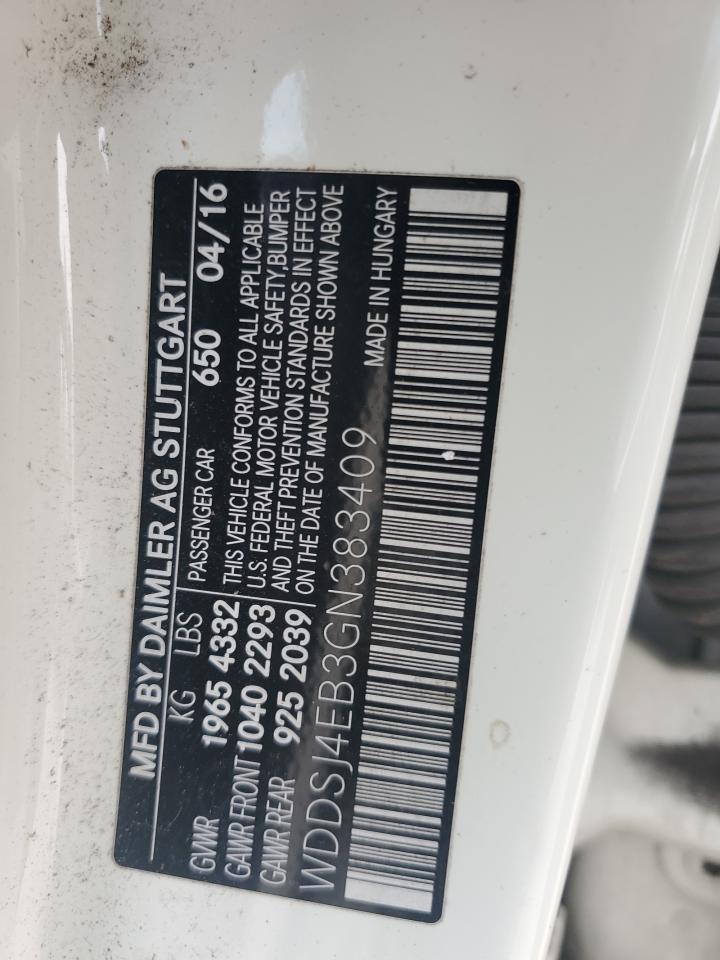 MFD BY DAIMLER AG STUTTGART
KG LBS PASSENGER CAR 650 04/16
GVWR 1965 4332 THIS VEHICLE CONFORMS TO ALL APPLICABLE
GAWR FRONT 1040 2293 U.S. FEDERAL MOTOR VEHICLE SAFETY,BUMPER
GAWR REAR 925 2039 AND THEFT PREVENTION STANDARDS IN EFFECT
ON THE DATE OF MANUFACTURE SHOWN ABOVE
WDDSJ4EB3GN383409 MADE IN HUNGARY